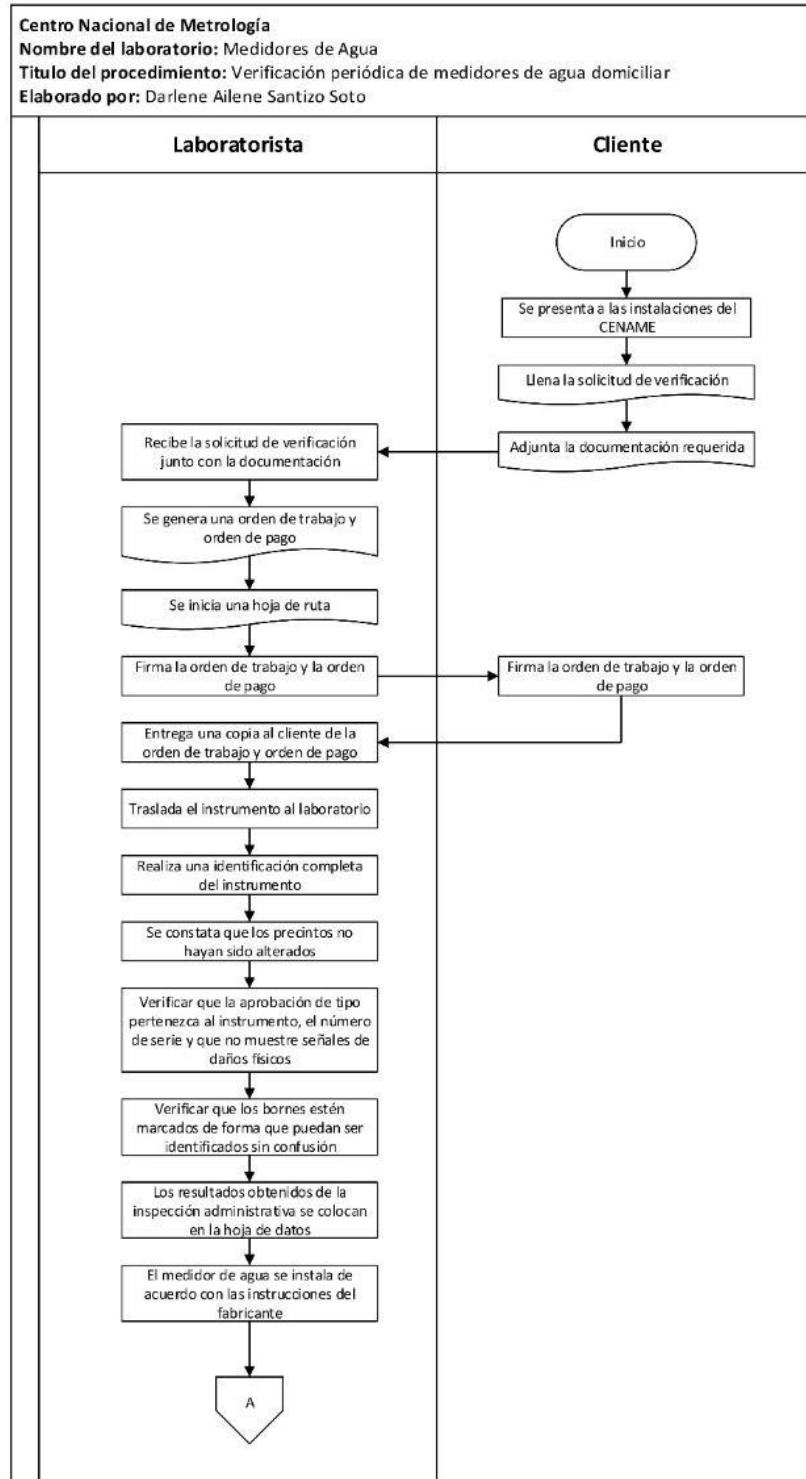 Centro Nacional de Metrología
Nombre del laboratorio: Medidores de Agua
Titulo del procedimiento: Verificación periódica de medidores de agua domiciliar
Elaborado por: Darlene Ailene Santizo Soto
Laboratorista
Cliente
Inicio
Se presenta a las instalaciones del
CENAME
Llena la solicitud de verificación
Adjunta la documentación requerida
Recibe la solicitud de verificación
junto con la documentación
Se genera una orden de trabajo y
orden de pago
Se inicia una hoja de ruta
Firma la orden de trabajo y la orden
de pago
Firma la orden de trabajo y la orden
de pago
Entrega una copia al cliente de la
orden de trabajo y orden de pago
Traslada el instrumento al laboratorio
Realiza una identificación completa
del instrumento
Se constata que los precintos no
hayan sido alterados
Verificar que la aprobación de tipo
pertenezca al instrumento, el número
de serie y que no muestre señales de
daños físicos
Verificar que los bornes estén
marcados de forma que puedan ser
identificados sin confusión
Los resultados obtenidos de la
inspección administrativa se colocan
en la hoja de datos
El medidor de agua se instala de
acuerdo con las instrucciones del
fabricante
A